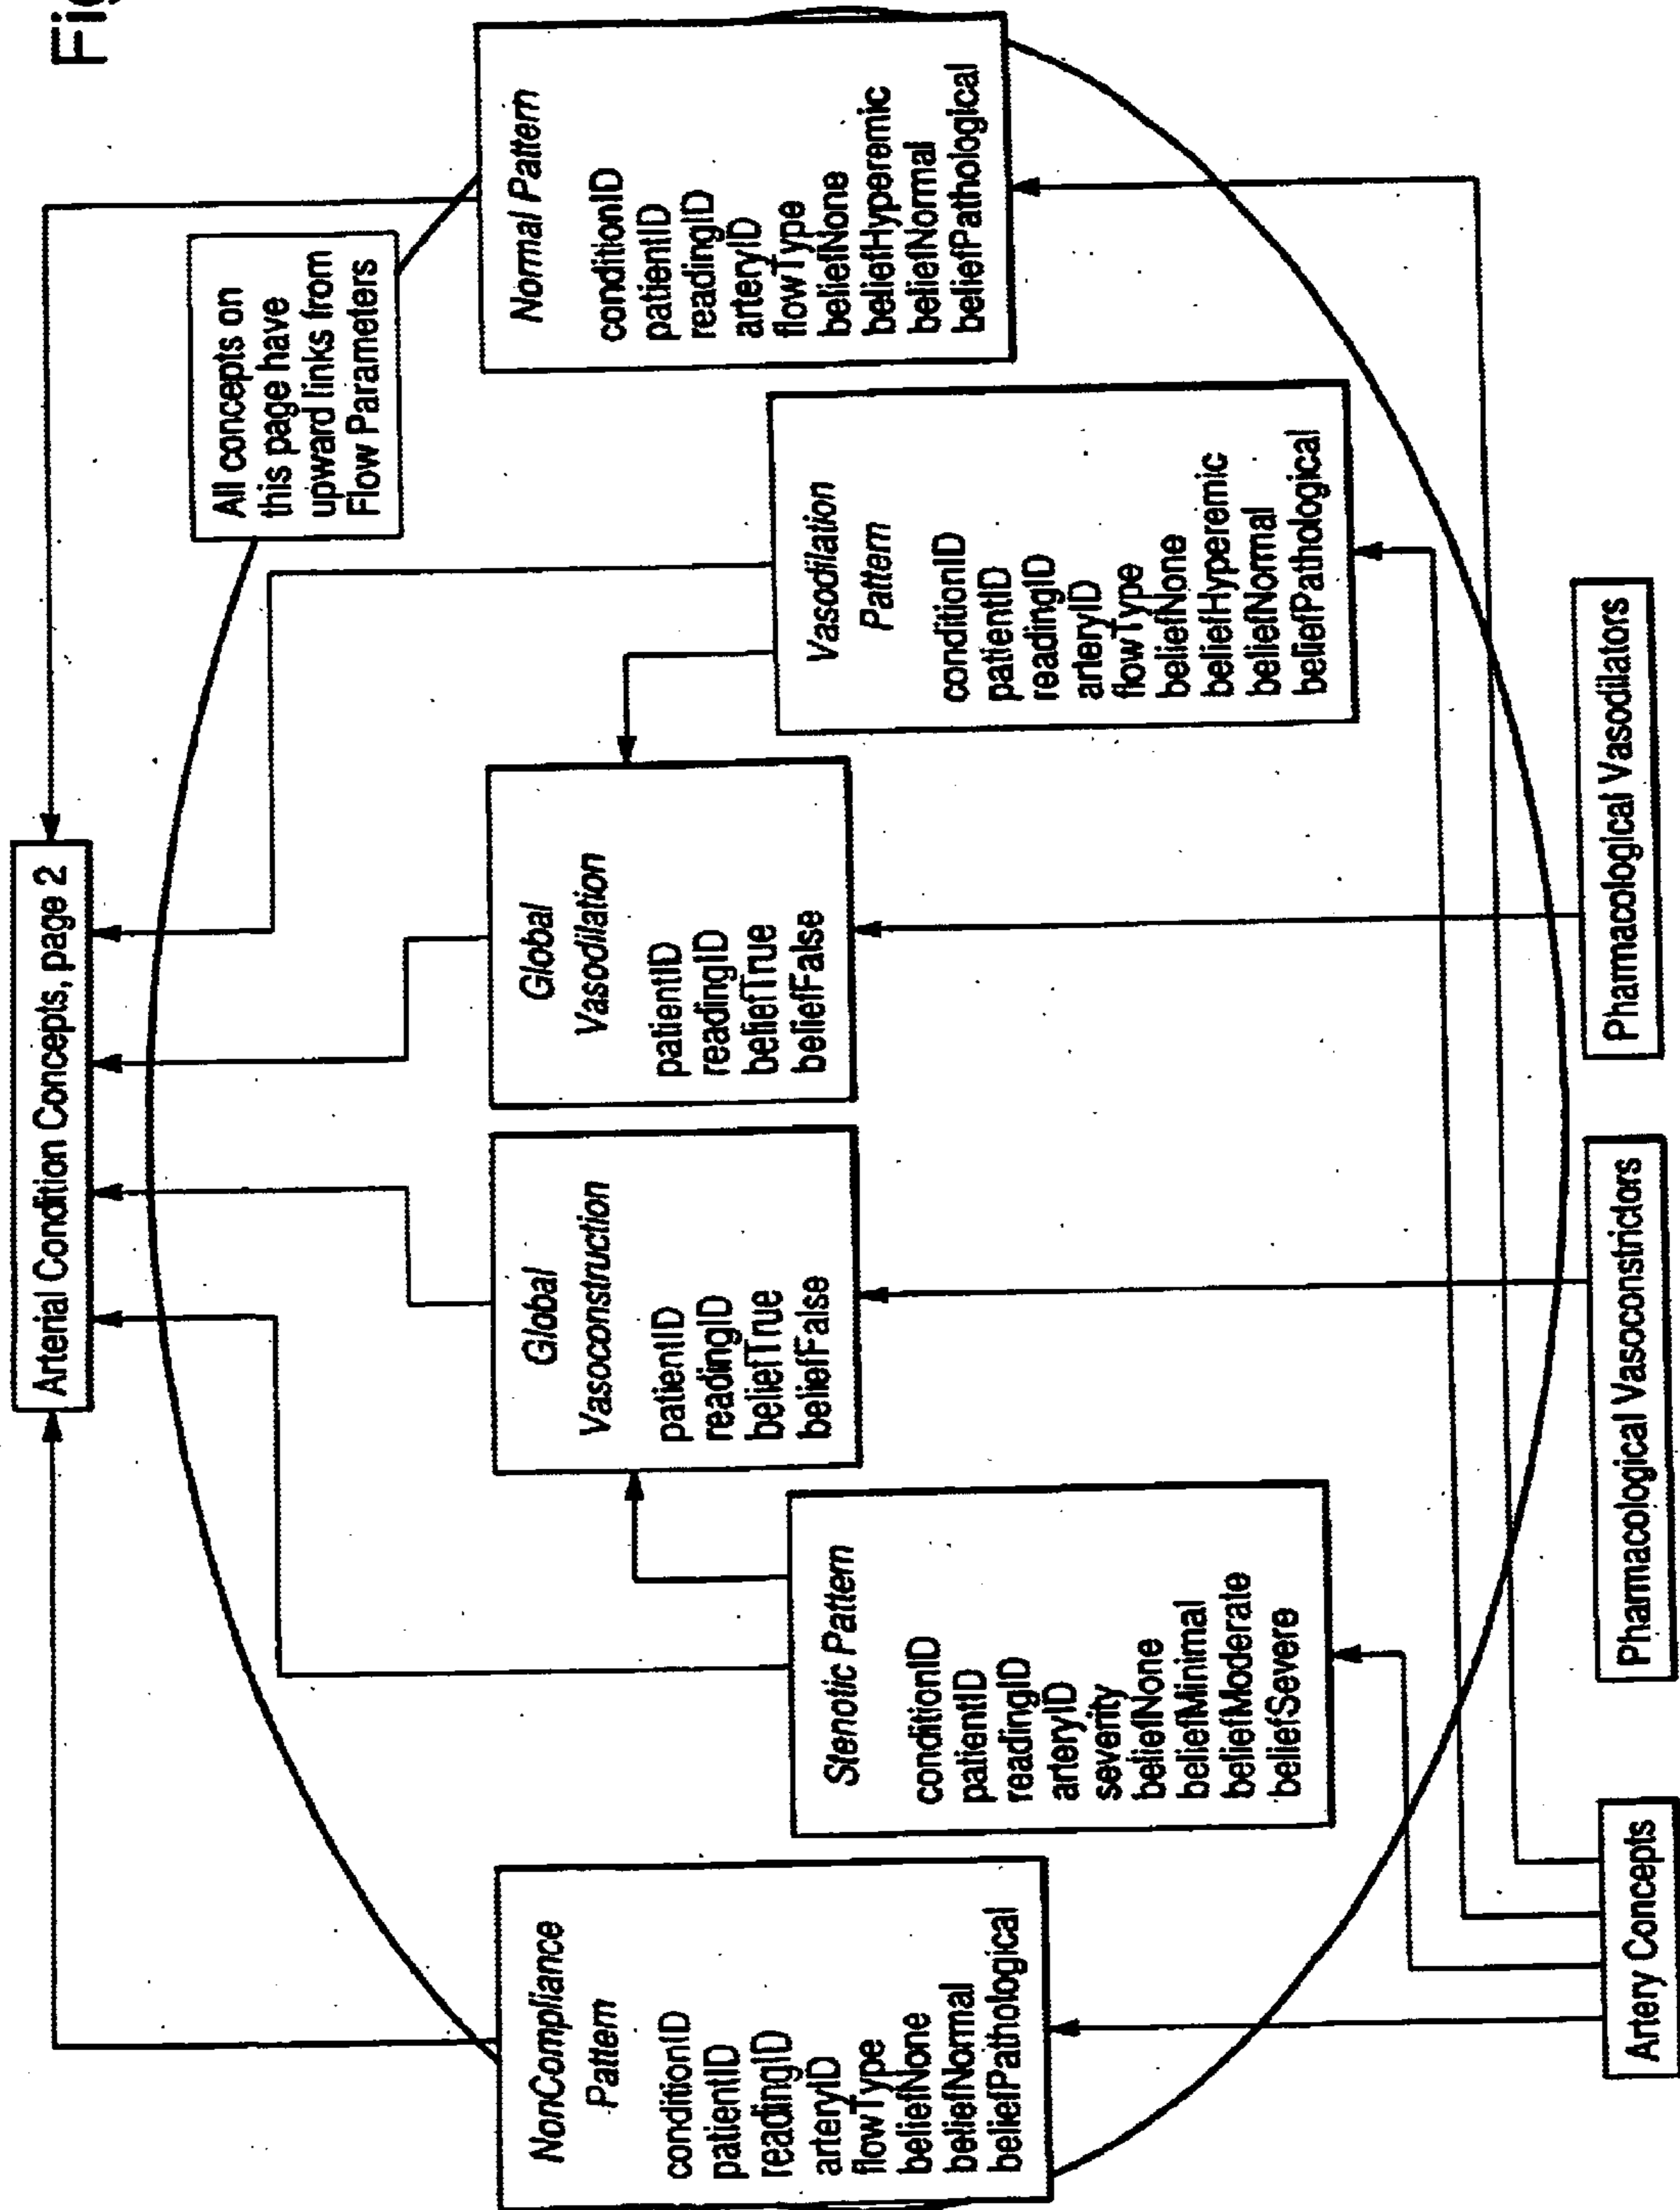 Fig
Arterial Condition Concepts, page 2
All concepts on
this page have
upward links from
Flow Parameters
NonCompliance
Pattern
conditionID
patientID
readingID
arteryID
flowType
beliefNone
beliefNormal
beliefPathological
Stenotic Pattern
conditionID
patientID
readingID
arteryID
severity
beliefNone
beliefMinimal
beliefModerate
beliefSevere
Global
Vasoconstruction
patientID
readingID
beliefTrue
beliefFalse
Global
Vasodilation
patientID
readingID
beliefTrue
beliefFalse
Vasodilation
Pattern
conditionID
patientID
readingID
arteryID
flowType
beliefNone
beliefHyperemic
beliefNormal
beliefPathological
Normal Pattern
conditionID
patientID
readingID
arteryID
flowType
beliefNone
beliefHyperemic
beliefNormal
beliefPathological
Artery Concepts
Pharmacological Vasoconstrictors
Pharmacological Vasodilators